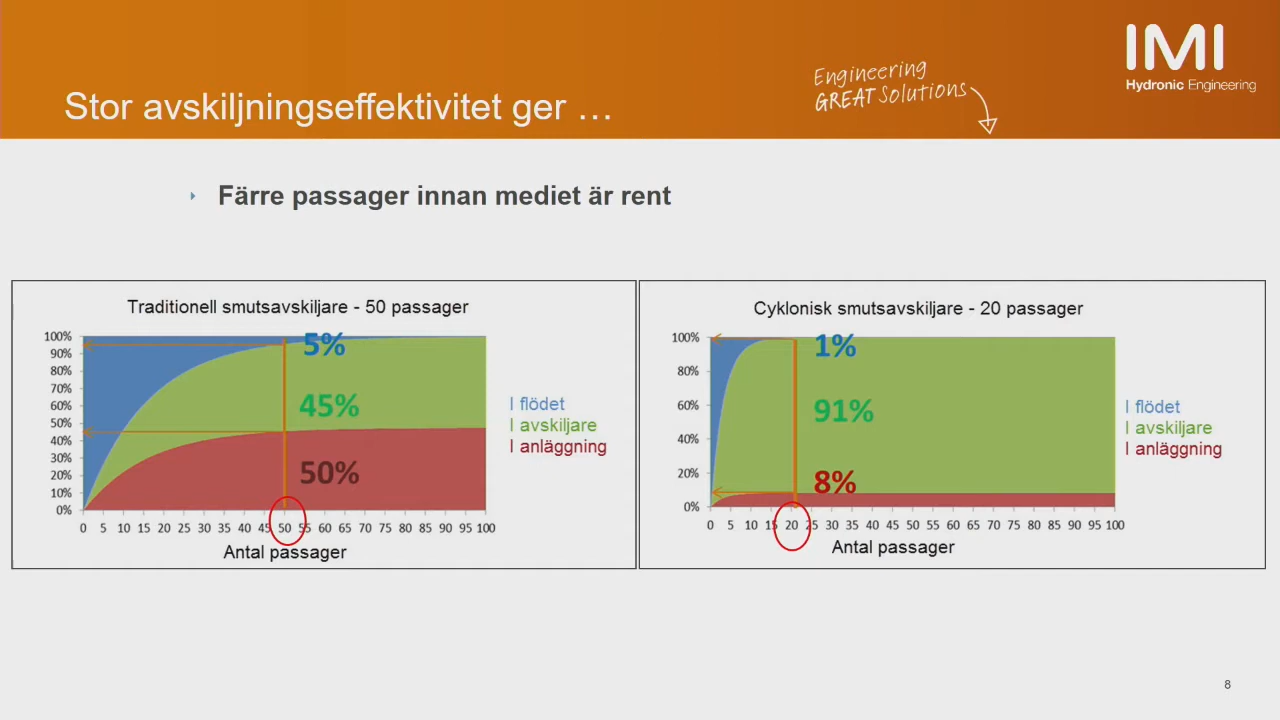 IMI
Hydronic Engineering
Engineering
GREAT SOLUTIONS
Stor avskiljningseffektivitet ger …
Färre passager innan mediet är rent
Traditionell smutsavskiljare - 50 passager
100%
90%
80%
70%
60%
50%
40%
30%
20%
10%
0%
5%
45%
50%
0 5 10 15 20 25 30 35 40 45 50 55 60 65 70 75 80 85 90 95 100
Antal passager
I flödet
I avskiljare
I anläggning
Cyklonisk smutsavskiljare - 20 passager
100%
80%
60%
40%
20%
0%
1%
91%
8%
0 5 10 15 20 25 30 35 40 45 50 55 60 65 70 75 80 85 90 95 100
Antal passager
I flödet
I avskiljare
I anläggning
8